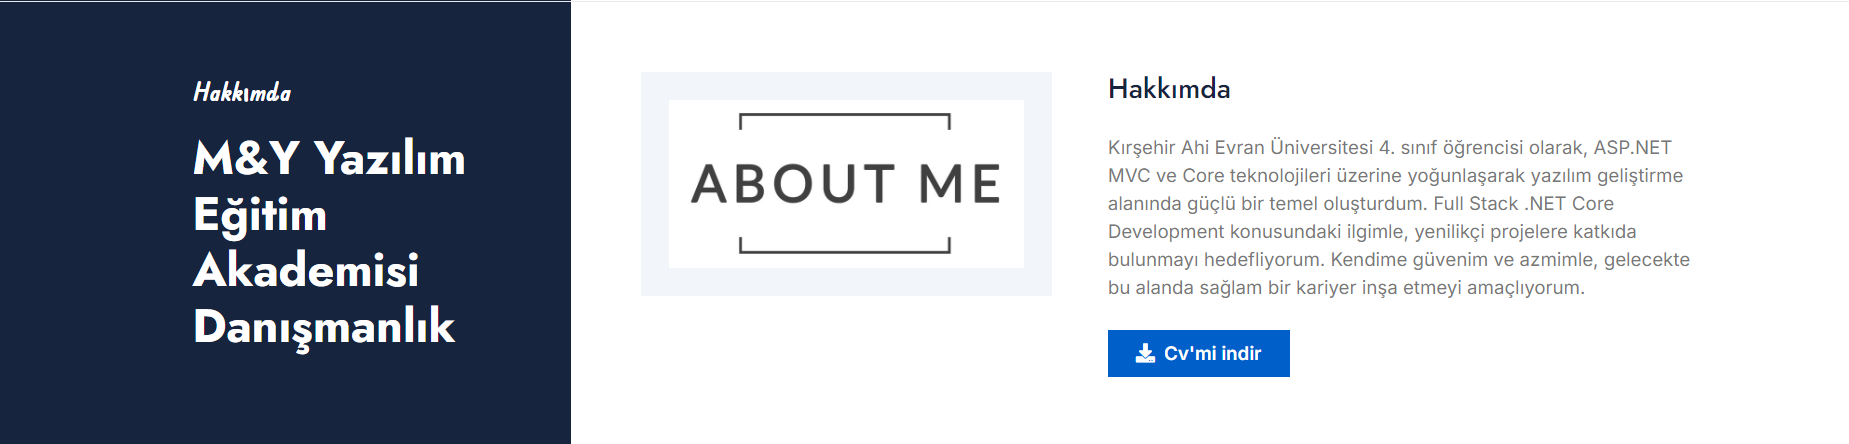 Hakkımda
M&Y Yazılım
Eğitim
Akademisi
Danışmanlık
ABOUT ME
Hakkımda
Kırşehir Ahi Evran Üniversitesi 4. sınıf öğrencisi olarak, ASP.NET
MVC ve Core teknolojileri üzerine yoğunlaşarak yazılım geliştirme
alanında güçlü bir temel oluşturdum. Full Stack .NET Core
Development konusundaki ilgimle, yenilikçi projelere katkıda
bulunmayı hedefliyorum. Kendime güvenim ve azmimle, gelecekte
bu alanda sağlam bir kariyer inşa etmeyi amaçlıyorum.
Cv'mi indir